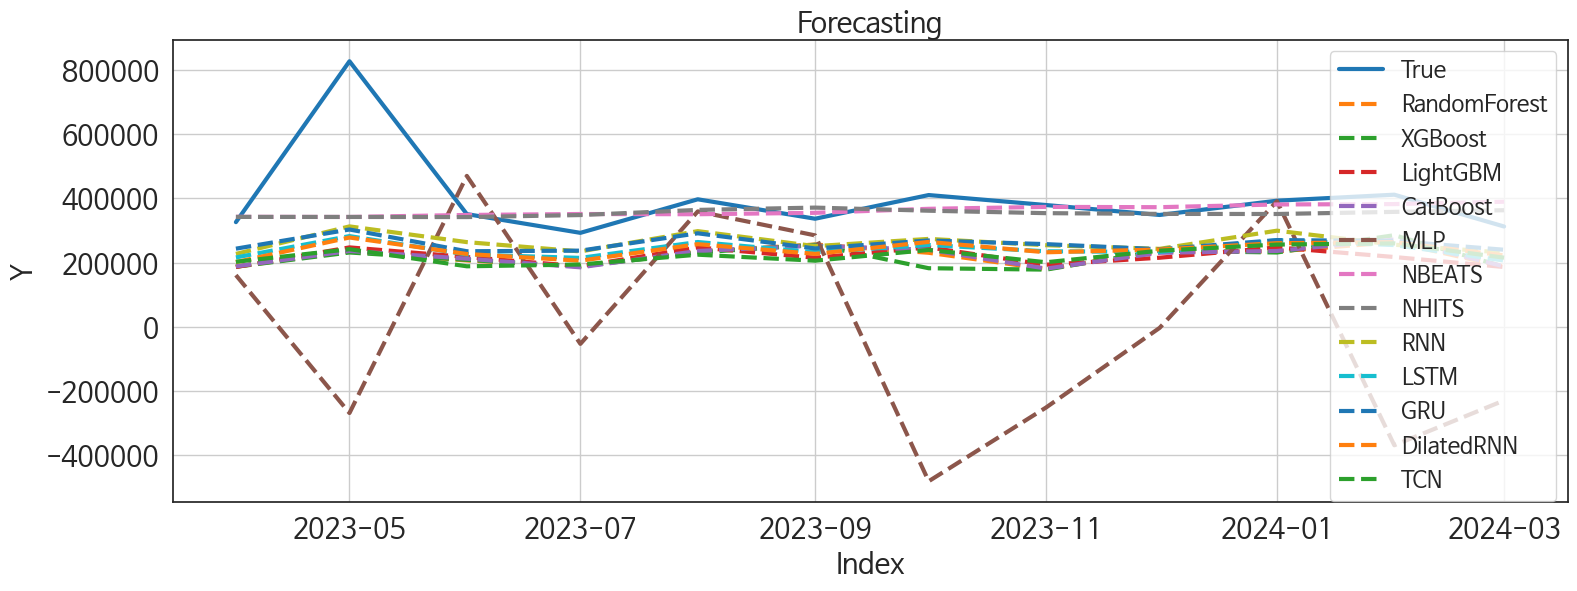 Forecasting
800000
600000
400000
200000
0
−200000
−400000
Y
2023−05
2023−07
2023−09
2023−11
2024−01
2024−03
Index
True
RandomForest
XGBoost
LightGBM
CatBoost
MLP
NBEATS
NHITS
RNN
LSTM
GRU
DilatedRNN
TCN